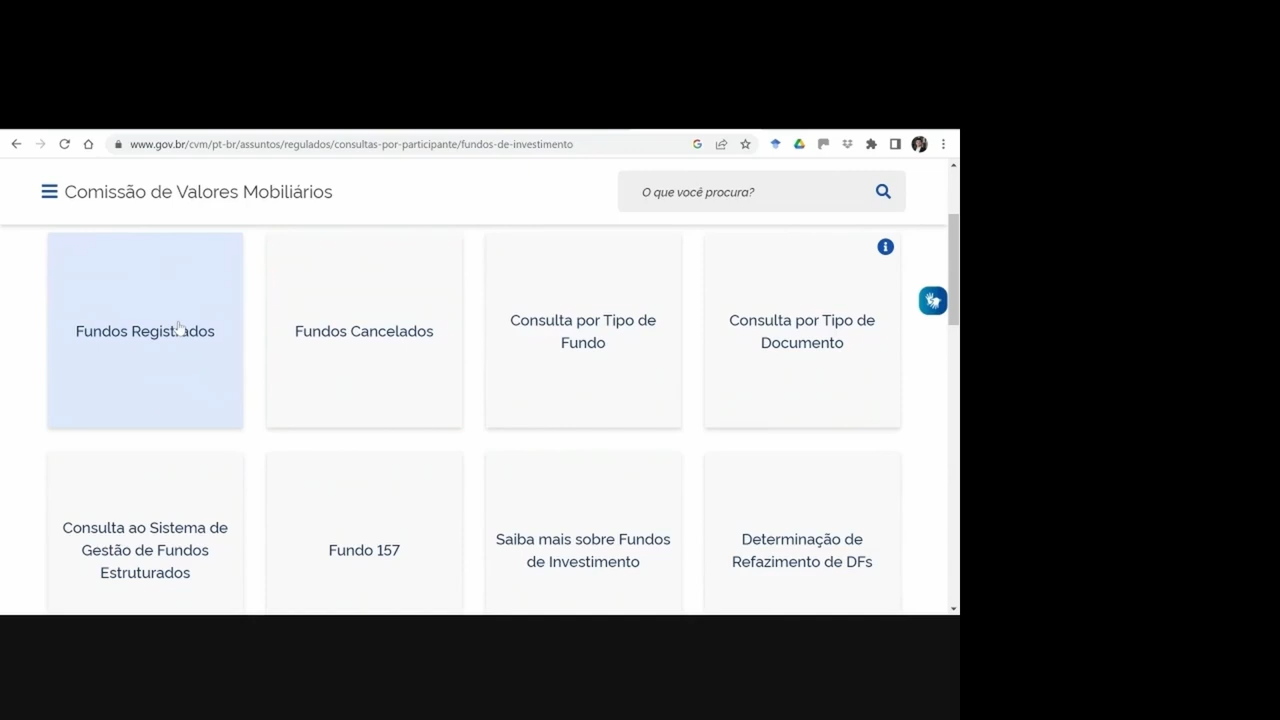 www.gov.br/cvm/pt-br/assuntos/regulados/consultas-por-participante/fundos-de-investimento
Comissão de Valores Mobiliários
O que você procura?
Fundos Registrados
Fundos Cancelados
Consulta por Tipo de
Fundo
Consulta por Tipo de
Documento
Consulta ao Sistema de
Gestão de Fundos
Estruturados
Fundo 157
Saiba mais sobre Fundos
de Investimento
Determinação de
Refazimento de DFs